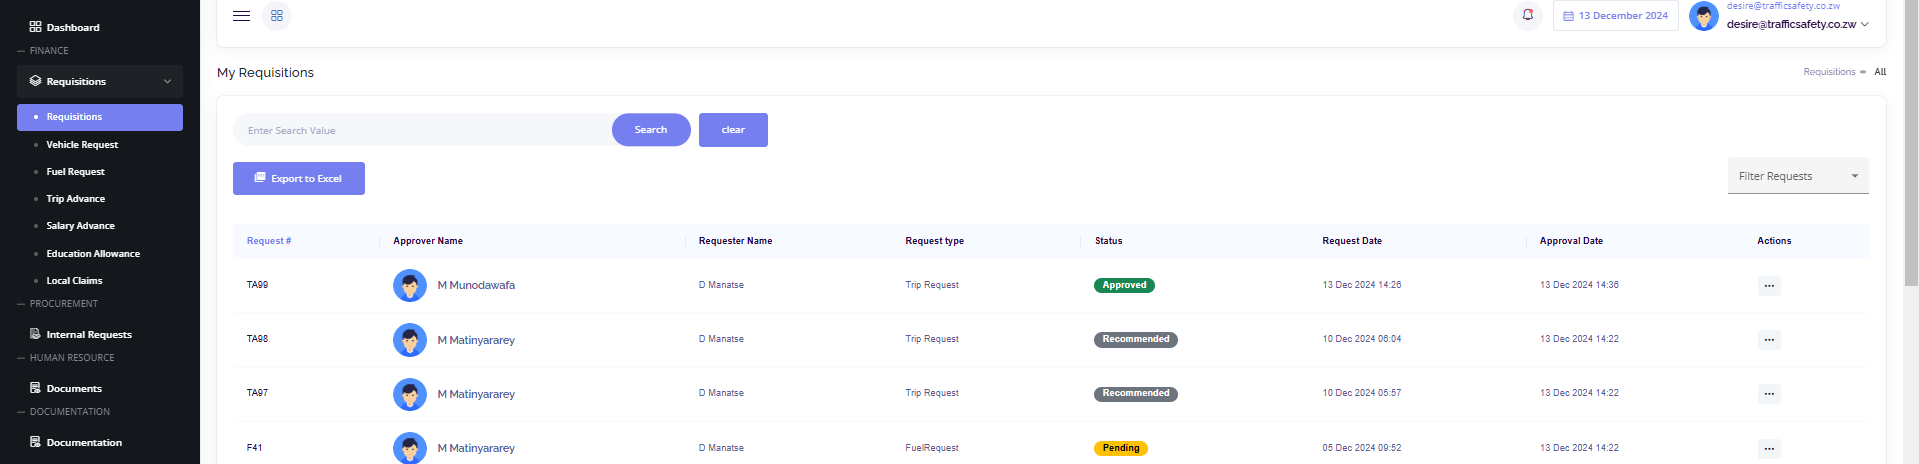 Dashboard
FINANCE
Requisitions
Requisitions
Vehicle Request
Fuel Request
Trip Advance
Salary Advance
Education Allowance
Local Claims
PROCUREMENT
Internal Requests
HUMAN RESOURCE
Documents
DOCUMENTATION
Documentation
13 December 2024
desire@trafficsafety.co.zw
desire@trafficsafety.co.zw
My Requisitions
Requisitions All
Enter Search Value Search clear
Export to Excel
Filter Requests
Request # Approver Name Requester Name Request type Status Request Date Approval Date Actions
TA99 M Munodawafa D Manatse Trip Request Approved 13 Dec 2024 14:26 13 Dec 2024 14:36 ...
TA98 M Matinyararey D Manatse Trip Request Recommended 10 Dec 2024 06:04 13 Dec 2024 14:22 ...
TA97 M Matinyararey D Manatse Trip Request Recommended 10 Dec 2024 05:57 13 Dec 2024 14:22 ...
F41 M Matinyararey D Manatse FuelRequest Pending 05 Dec 2024 09:52 13 Dec 2024 14:22 ...